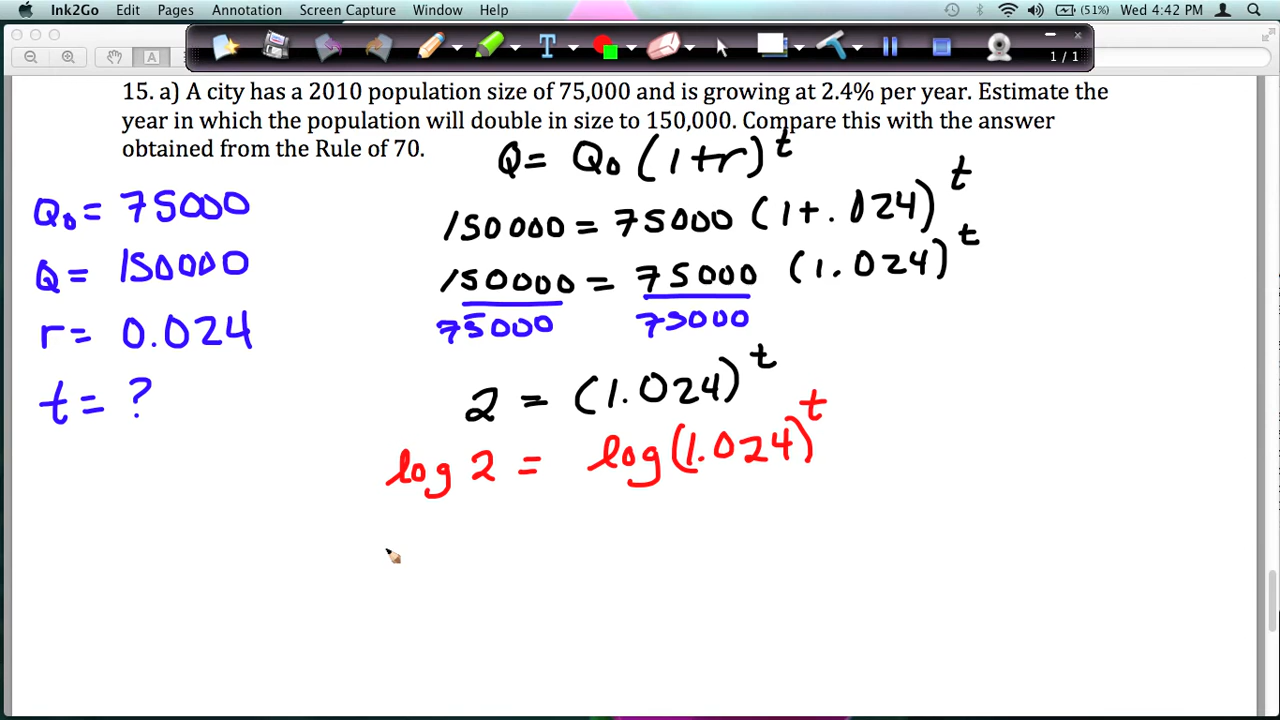 Ink2Go Edit Pages Annotation Screen Capture Window Help (51%) Wed 4:42 PM
1 / 1
15. a) A city has a 2010 population size of 75,000 and is growing at 2.4% per year. Estimate the
year in which the population will double in size to 150,000. Compare this with the answer
obtained from the Rule of 70.
Q = Q₀ (1+r)^t
Q₀ = 75000
150000 = 75000 (1+.024)^t
Q = 150000
150000 = 75000 (1.024)^t
75000 75000
r = 0.024
t = ?
2 = (1.024)^t
log 2 = log(1.024)^t